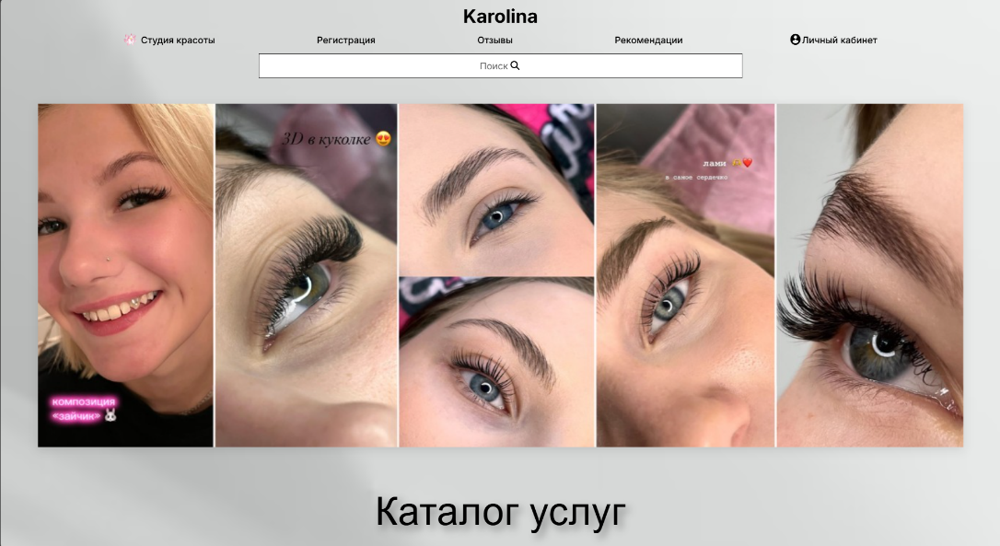 Karolina
Студия красоты
Регистрация
Отзывы
Рекомендации
Личный кабинет
Поиск
3D в куколке 😍
лами 🫶❤️
в самое сердечко
композиция
«зайчик» 🐰
Каталог услуг